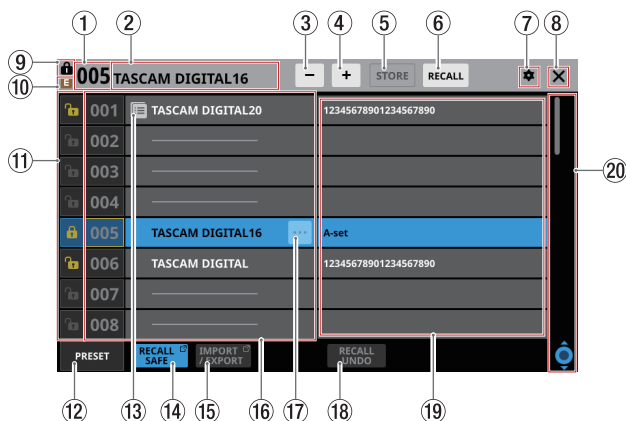 ① ② ③ ④ ⑤ ⑥ ⑦ ⑧
⑨ 005 TASCAM DIGITAL16 − + STORE RECALL
⑩ E
001 TASCAM DIGITAL20 12345678901234567890
002
⑪ 003 ⑳
004
005 TASCAM DIGITAL16 ... A-set
006 TASCAM DIGITAL 12345678901234567890
007
008
PRESET RECALL SAFE IMPORT / EXPORT RECALL UNDO
⑫ ⑬ ⑭ ⑮ ⑯ ⑰ ⑱ ⑲